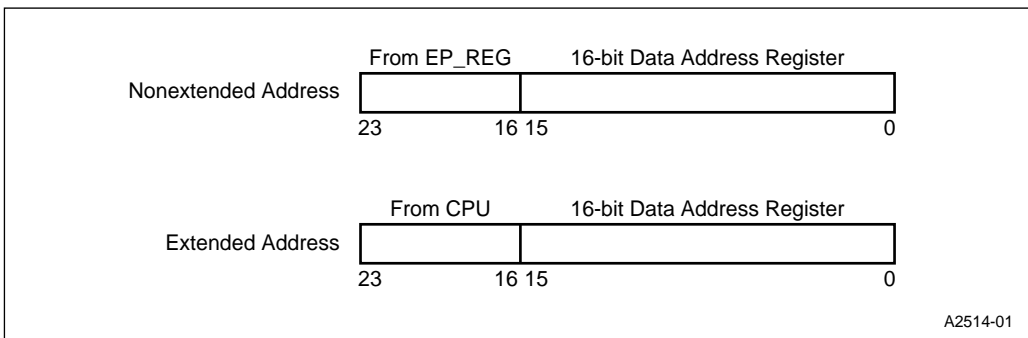 From EP_REG 16-bit Data Address Register
Nonextended Address
23 16 15 0
From CPU 16-bit Data Address Register
Extended Address
23 16 15 0
A2514-01